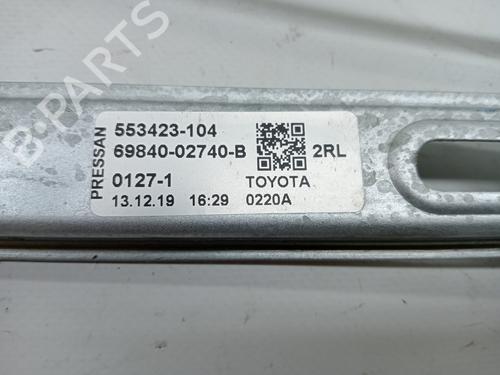 B-PARTS
PRESSAN
553423-104
69840-02740-B 2RL
0127-1 TOYOTA
13.12.19 16:29 0220A